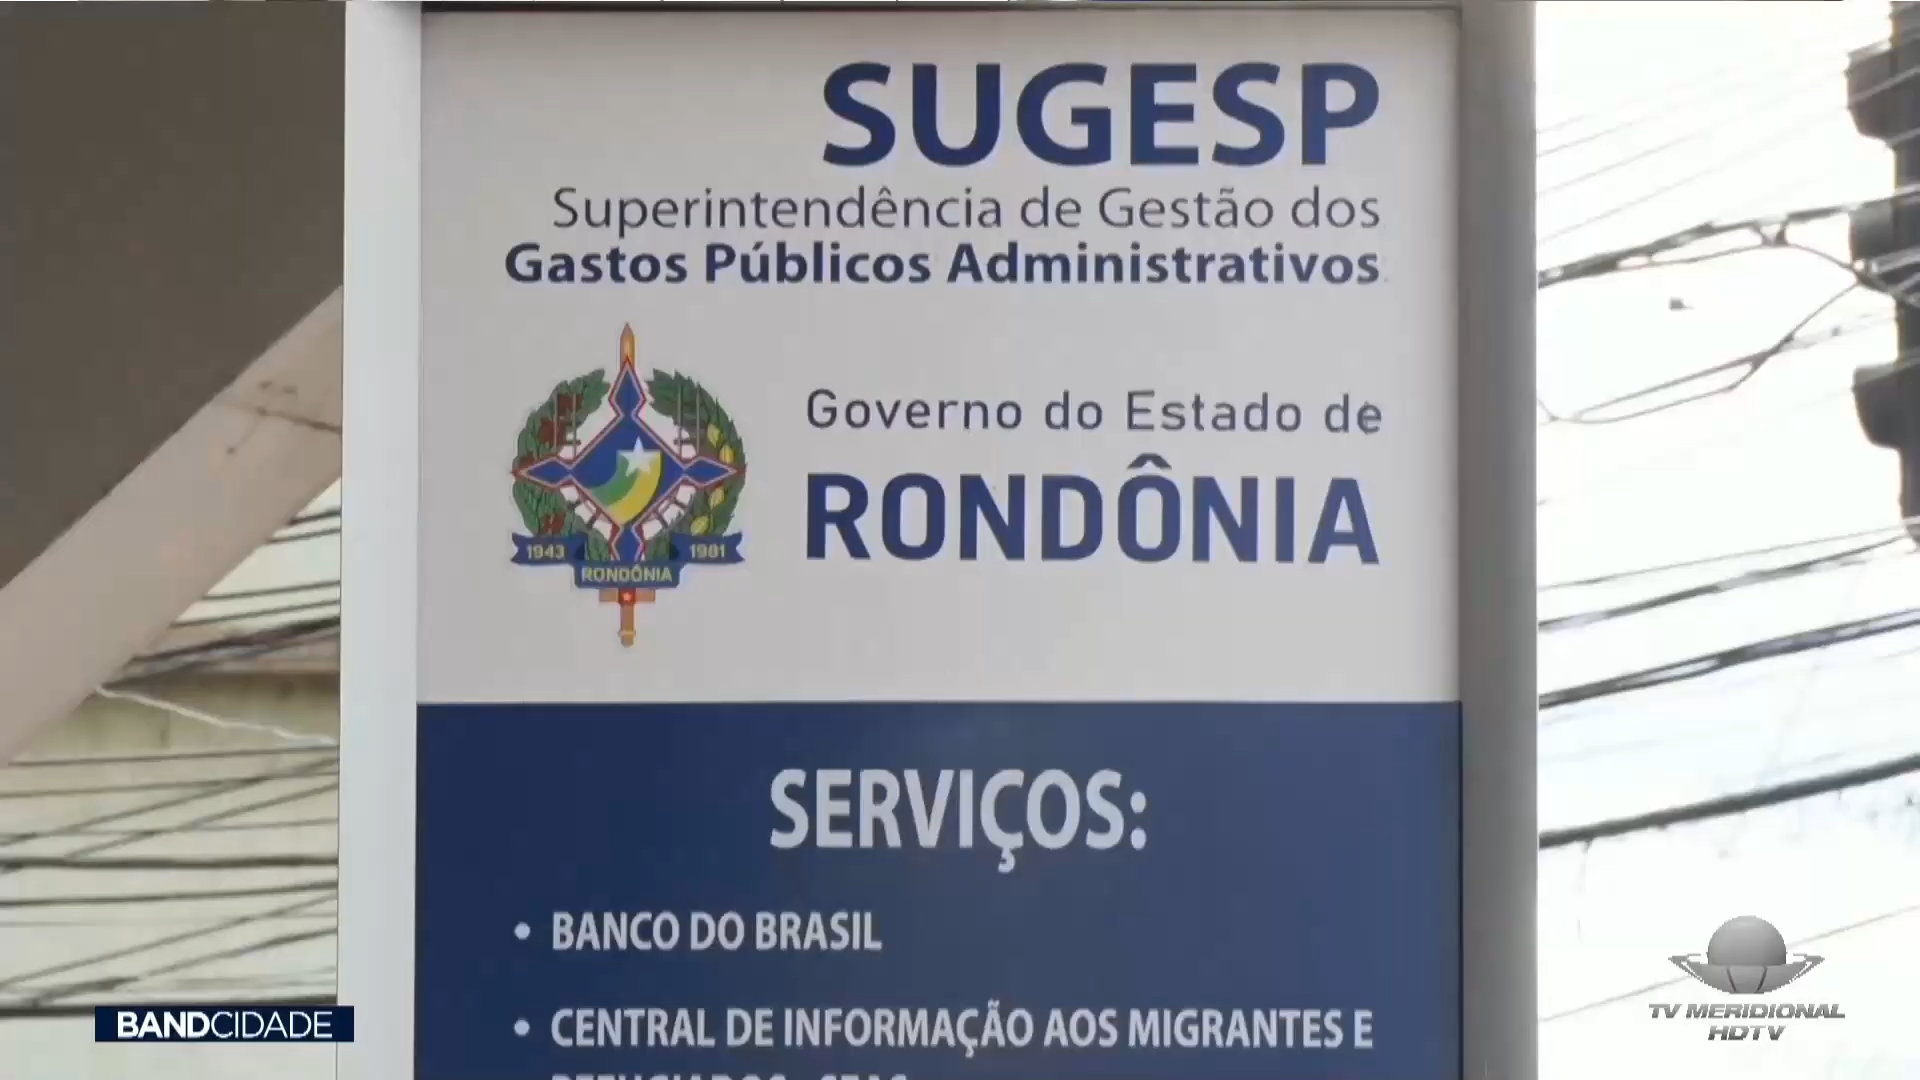 SUGESP
Superintendência de Gestão dos
Gastos Públicos Administrativos
Governo do Estado de
RONDÔNIA
1943
1981
RONDÔNIA
SERVIÇOS:
• BANCO DO BRASIL
• CENTRAL DE INFORMAÇÃO AOS MIGRANTES E
BANDCIDADE
TV MERIDIONAL
HDTV